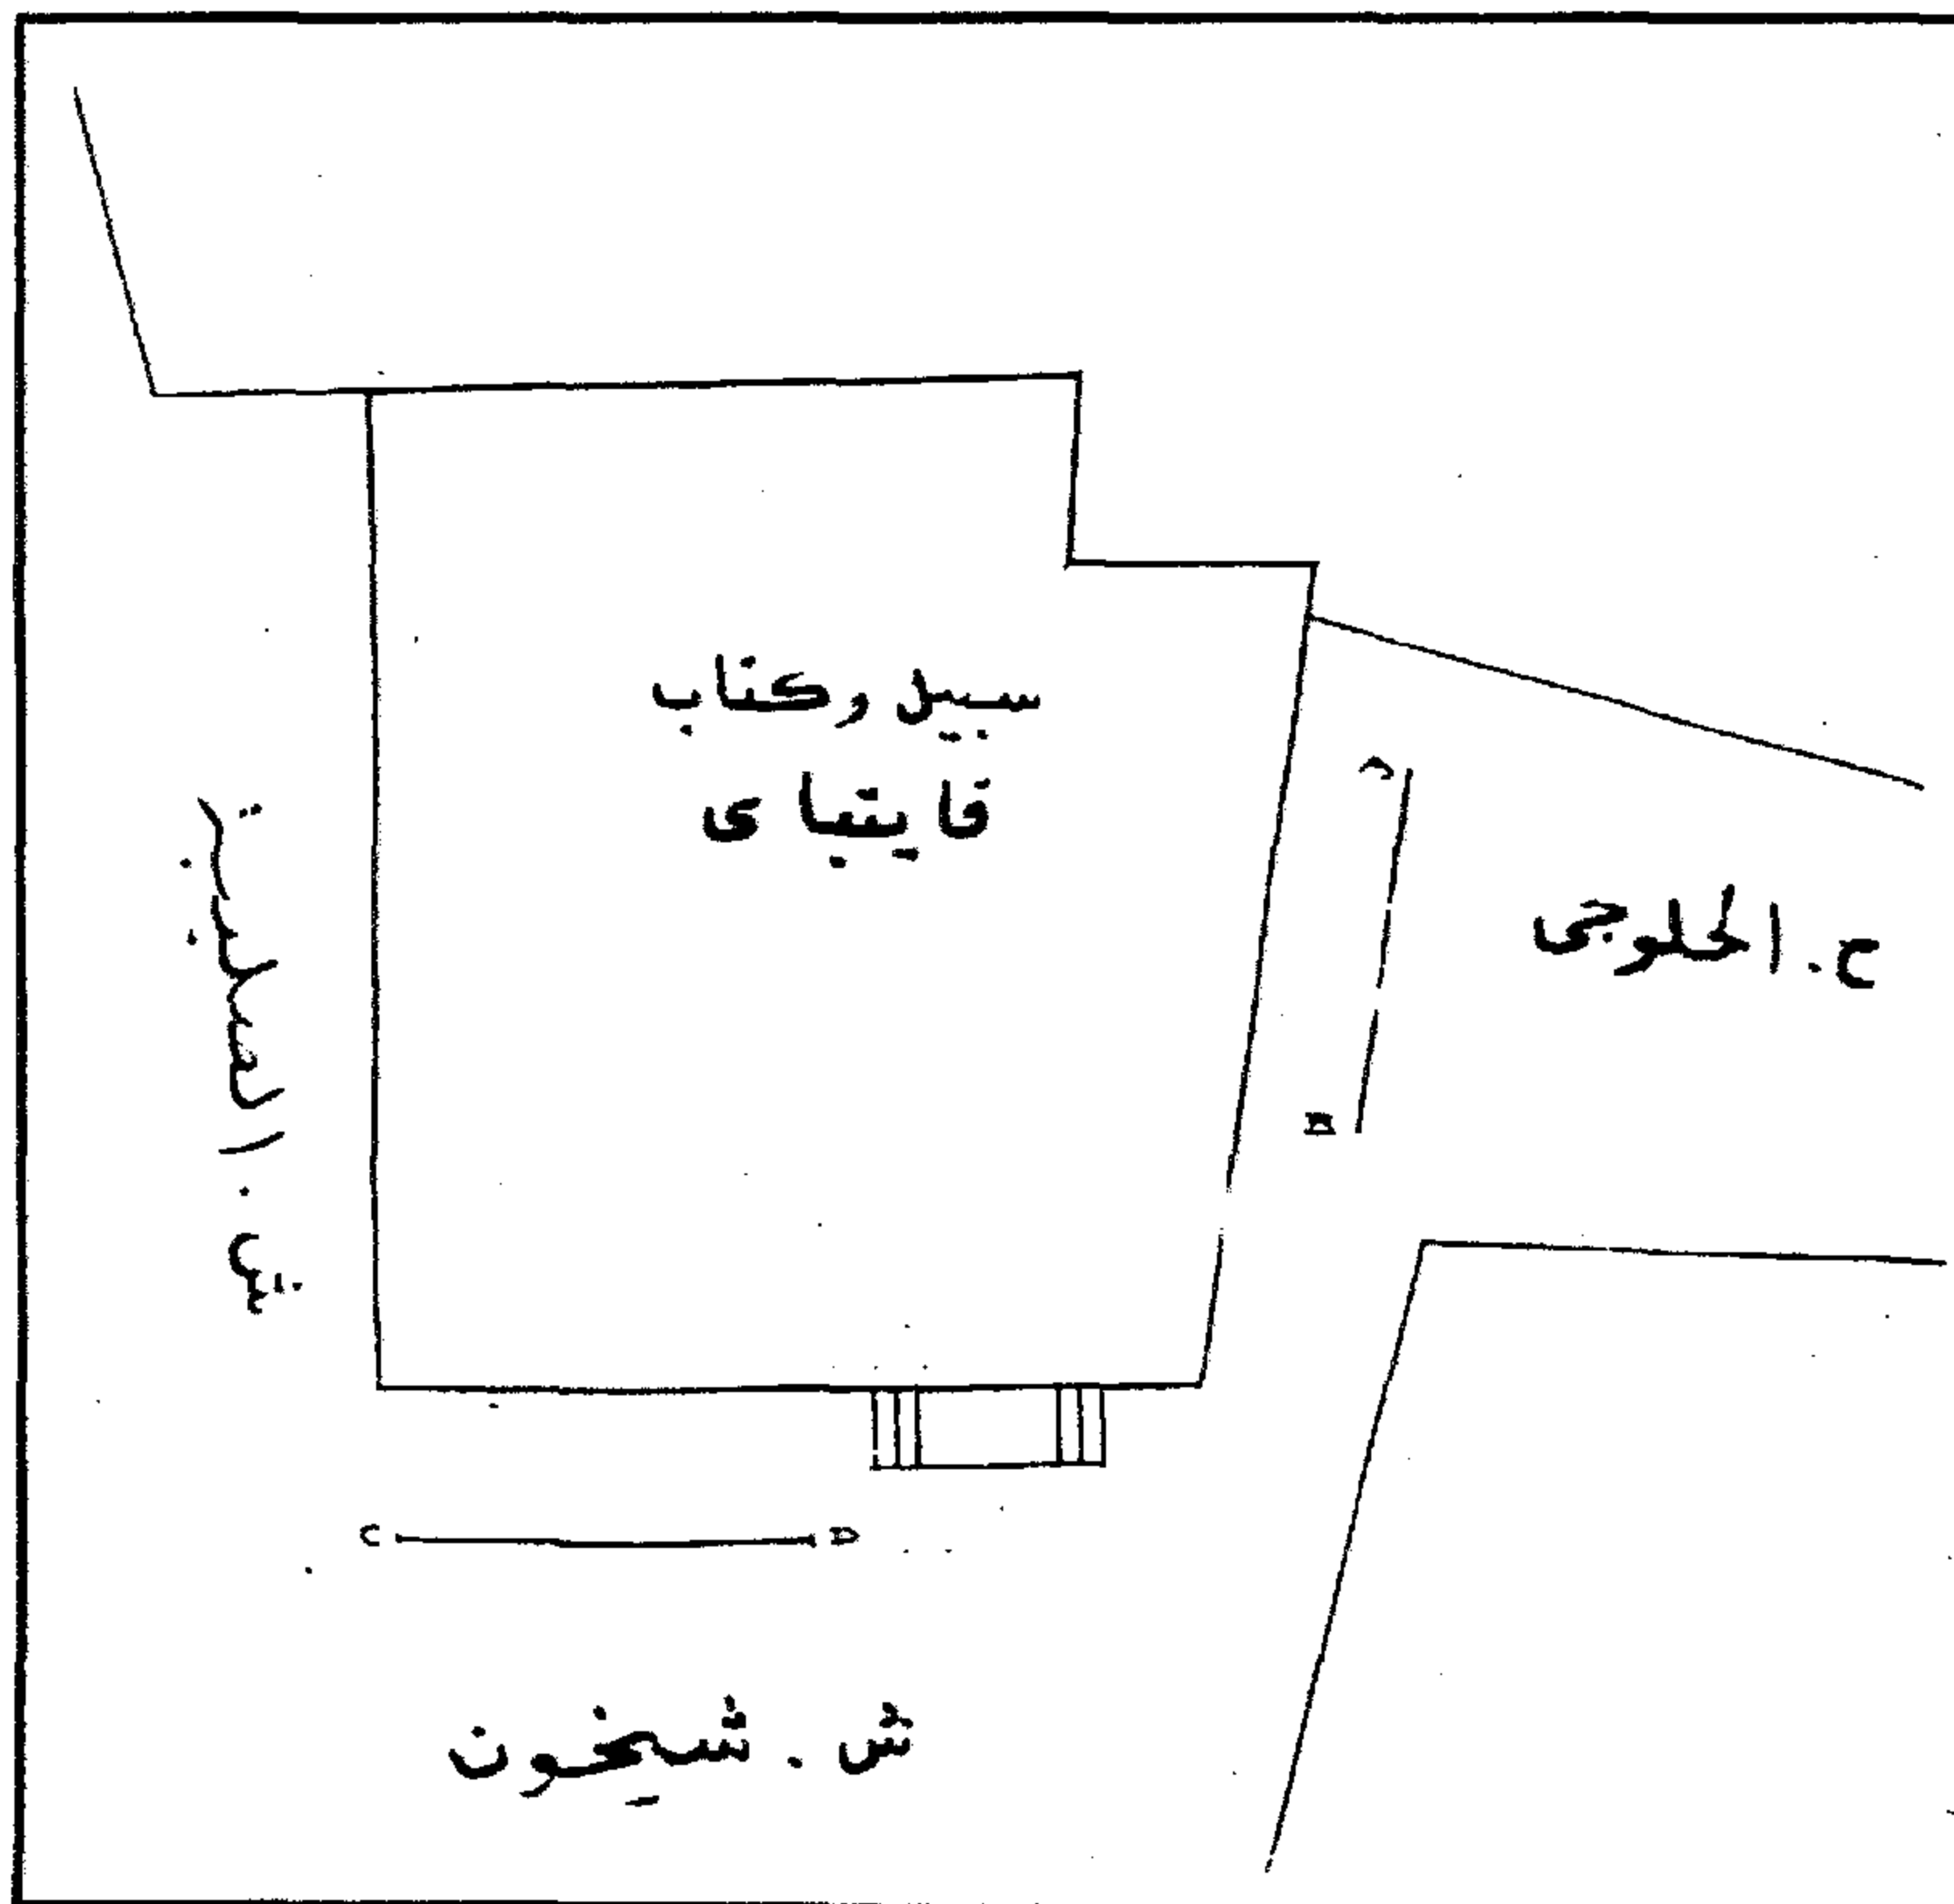 سبيل وكتاب
قايتباى
ح. الحلوجى
ش. الصليبة
ش. شيخون